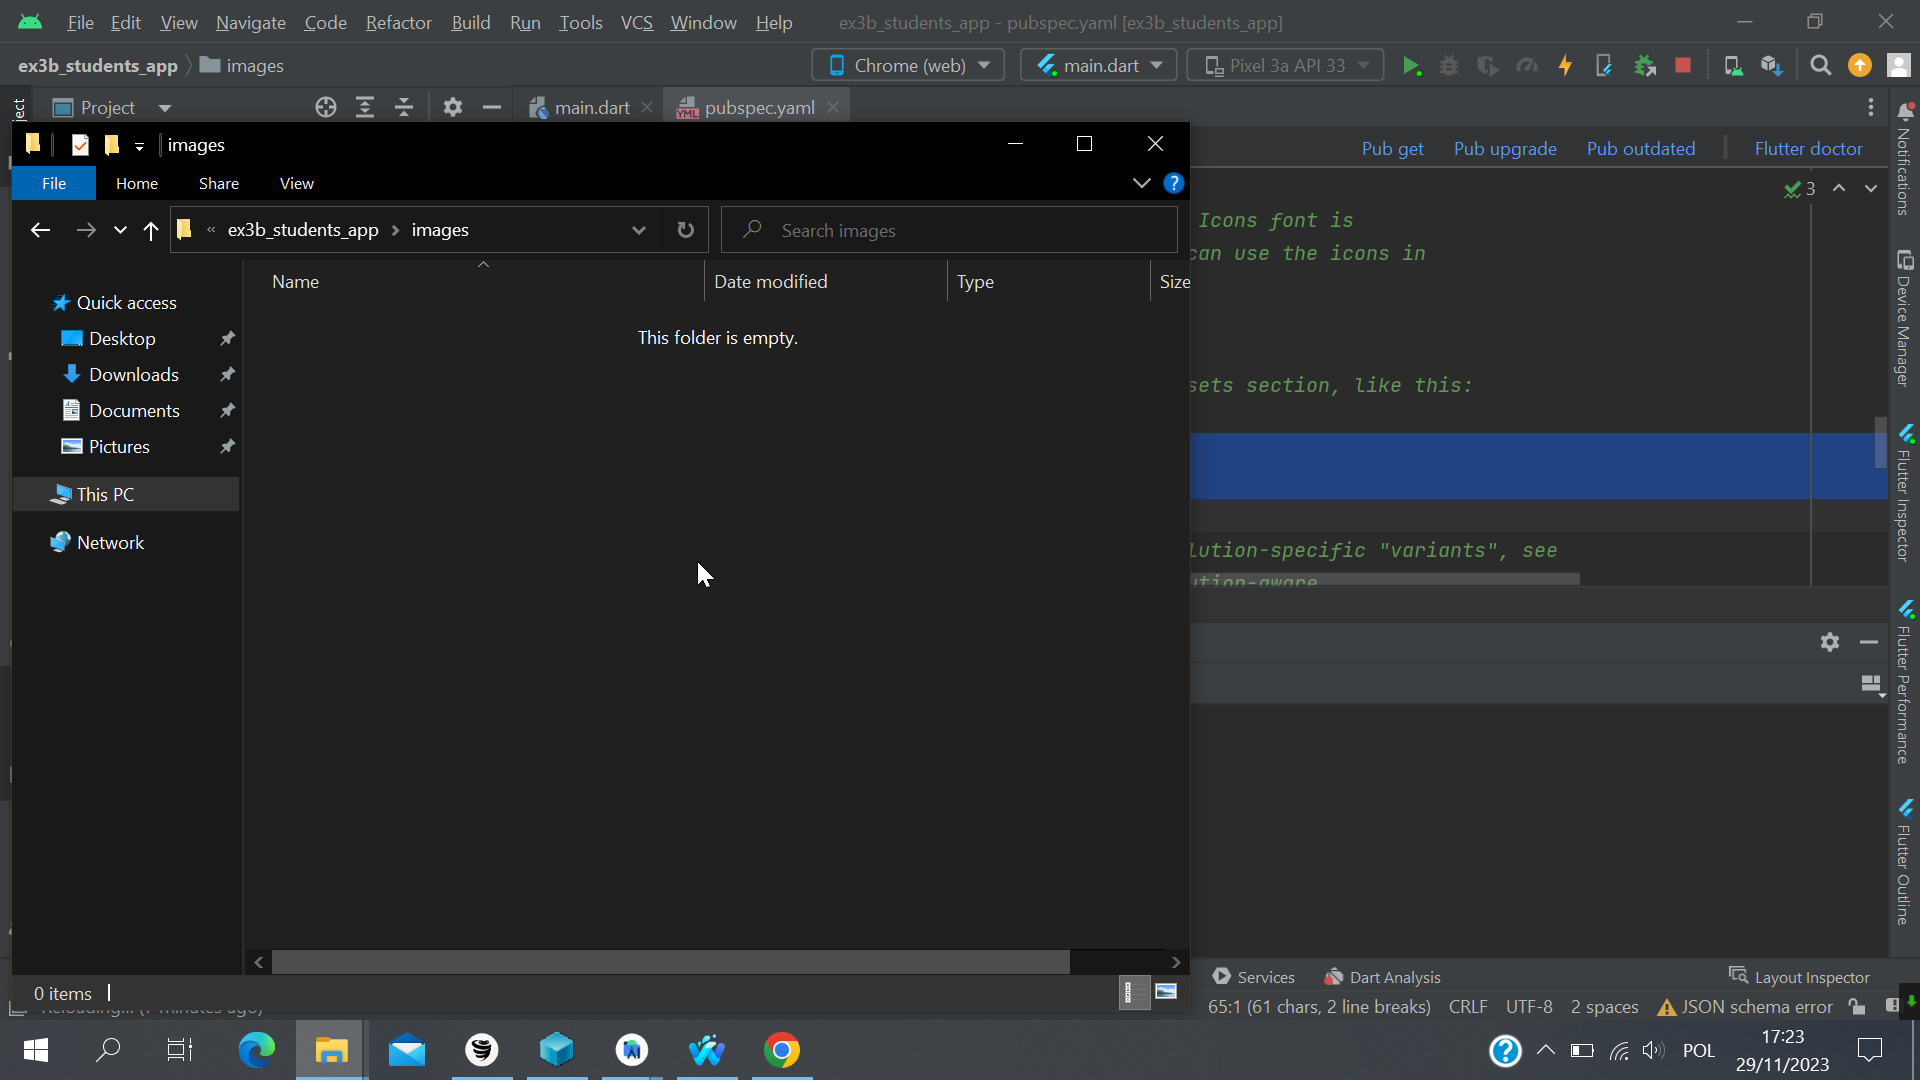 File Edit View Navigate Code Refactor Build Run Tools VCS Window Help ex3b_students_app - pubspec.yaml [ex3b_students_app]
ex3b_students_app images Chrome (web) main.dart Pixel 3a API 33
Project main.dart pubspec.yaml
images
Pub get Pub upgrade Pub outdated Flutter doctor
File Home Share View
3
Icons font is
ex3b_students_app images Search images
can use the icons in
Name Date modified Type Size
Quick access
This folder is empty.
Desktop
Downloads
sets section, like this:
Documents
Pictures
This PC
Network
lution-specific "variants", see
ution-aware
Notifications
Device Manager
Flutter Inspector
Flutter Performance
Flutter Outline
Services Dart Analysis Layout Inspector
0 items
65:1 (61 chars, 2 line breaks) CRLF UTF-8 2 spaces JSON schema error
POL
17:23
29/11/2023